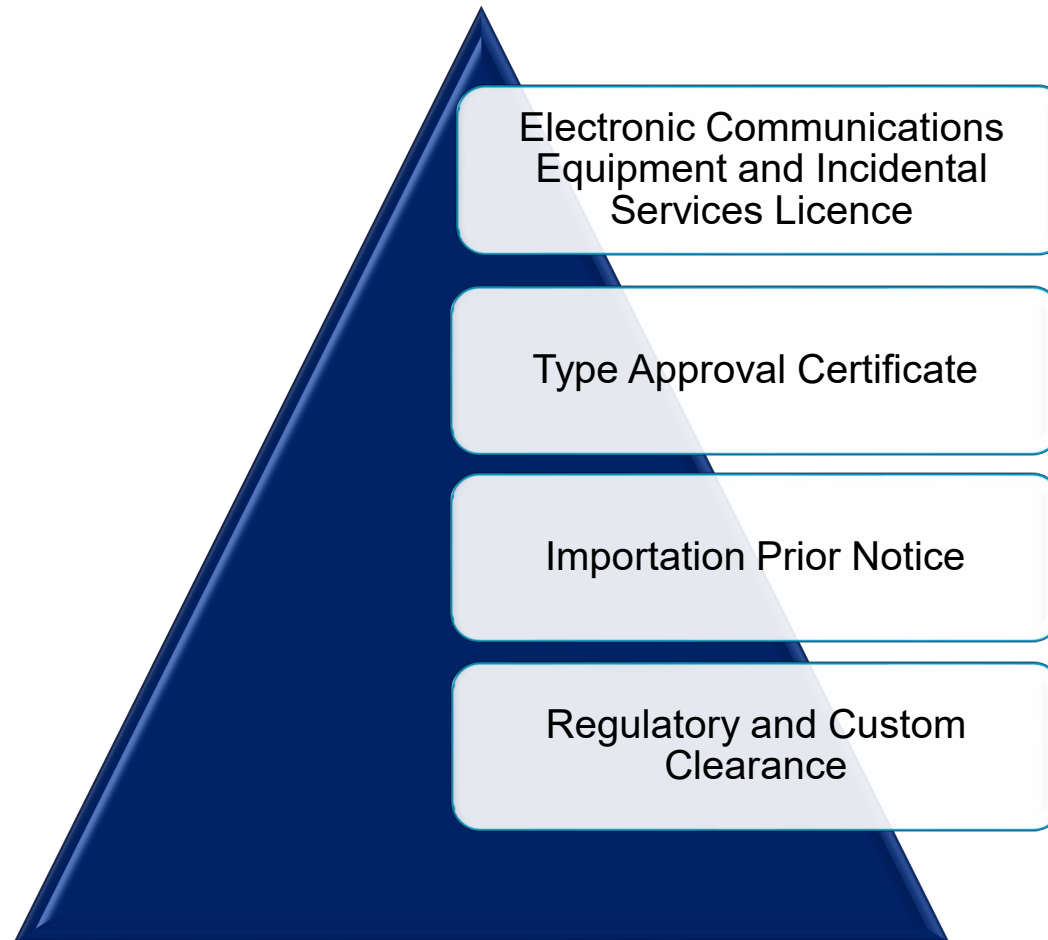 Electronic Communications
Equipment and Incidental
Services Licence
Type Approval Certificate
Importation Prior Notice
Regulatory and Custom
Clearance